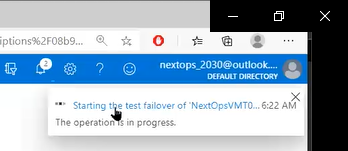 iptions%2F08b9...
2
nextops_2030@outlook....
DEFAULT DIRECTORY
Starting the test failover of 'NextOpsVMT0... 6:22 AM
The operation is in progress.